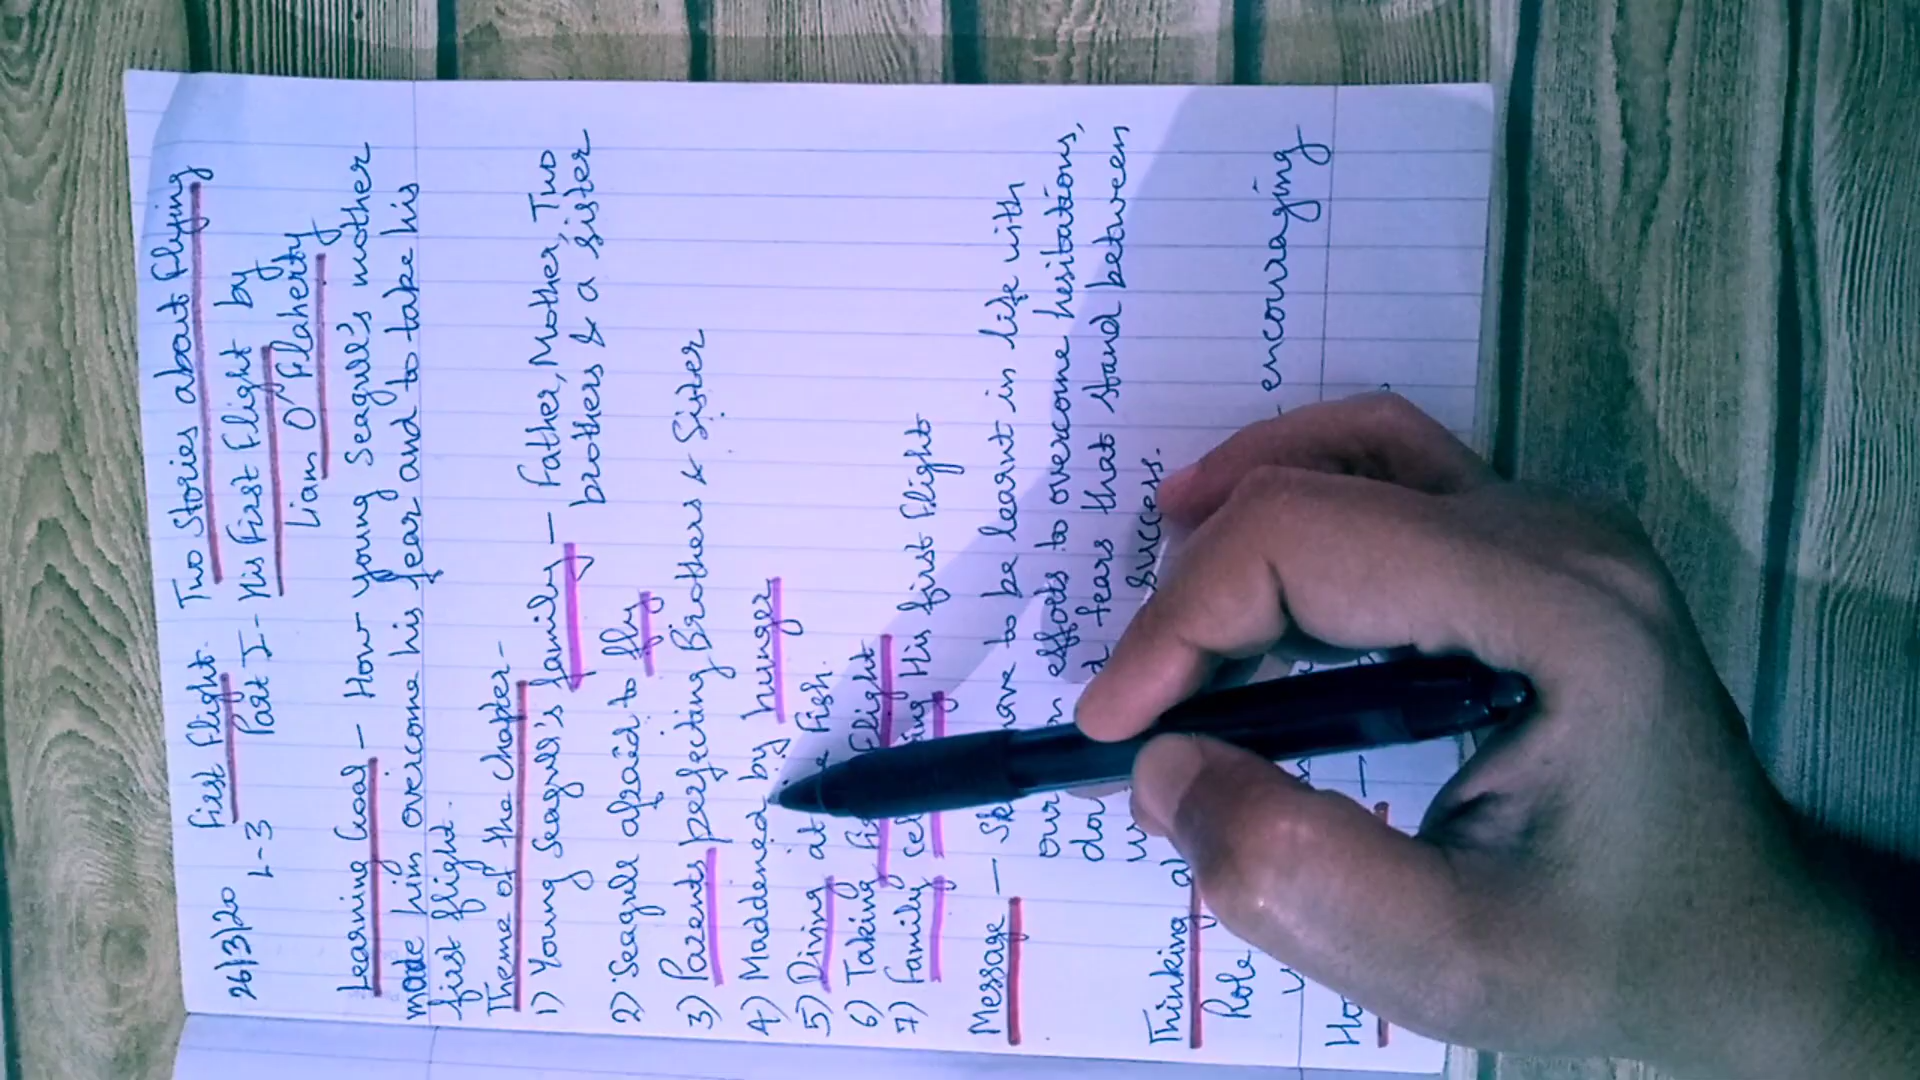 26/3/20 First Flight. Two Stories about Flying
L-3 Part I - His First Flight by
Liam O'Flaherty
Learning Goal - How young seagull's mother
made him overcome his fear and to take his
first flight.
Theme of the chapter-
1) Young seagull's family - Father, Mother, Two
brothers & a sister
2) Seagull afraid to fly
3) Parents perfecting Brothers & Sister
4) Maddened by hunger
5) Diving at Fish.
6) Taking Flight
7) Family His first flight
Message - have to be learnt in life with
our efforts to overcome hesitations,
fears that stand between
success.
Thinking
Role encouraging